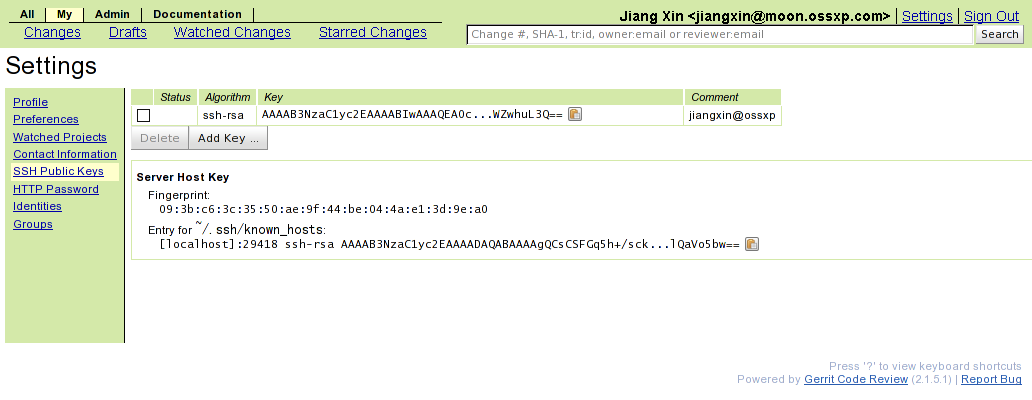 All My Admin Documentation
Jiang Xin <jiangxin@moon.ossxp.com> Settings Sign Out
Changes Drafts Watched Changes Starred Changes
Change #, SHA-1, tr:id, owner:email or reviewer:email Search
Settings
Profile
Preferences
Watched Projects
Contact Information
SSH Public Keys
HTTP Password
Identities
Groups
Status Algorithm Key Comment
ssh-rsa AAAAB3NzaC1yc2EAAAABIwAAAQEAOc...WZwhuL3Q== jiangxin@ossxp
Delete Add Key ...
Server Host Key
Fingerprint:
09:3b:c6:3c:35:50:ae:9f:44:be:04:4a:e1:3d:9e:a0
Entry for ~/.ssh/known_hosts:
[localhost]:29418 ssh-rsa AAAAB3NzaC1yc2EAAAADAQABAAAAgQCsCSFGq5h+/sck...lQaVo5bw==
Press '?' to view keyboard shortcuts
Powered by Gerrit Code Review (2.1.5.1) | Report Bug